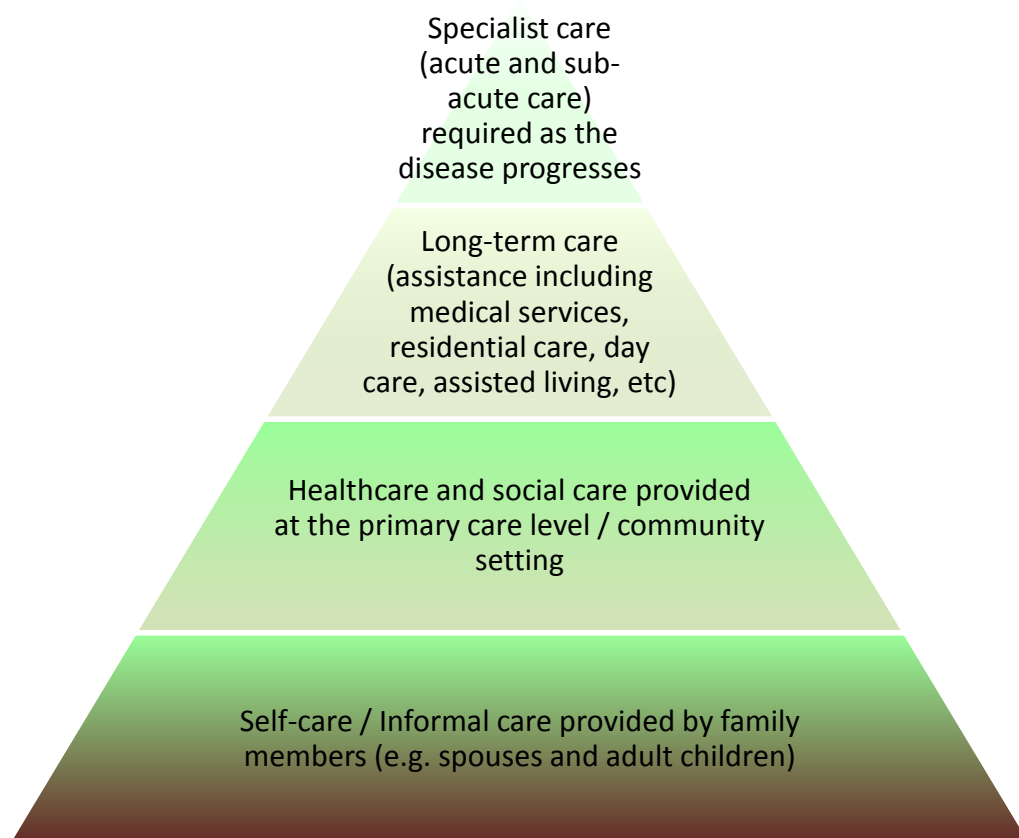 Specialist care
(acute and sub-
acute care)
required as the
disease progresses
Long-term care
(assistance including
medical services,
residential care, day
care, assisted living, etc)
Healthcare and social care provided
at the primary care level / community
setting
Self-care / Informal care provided by family
members (e.g. spouses and adult children)